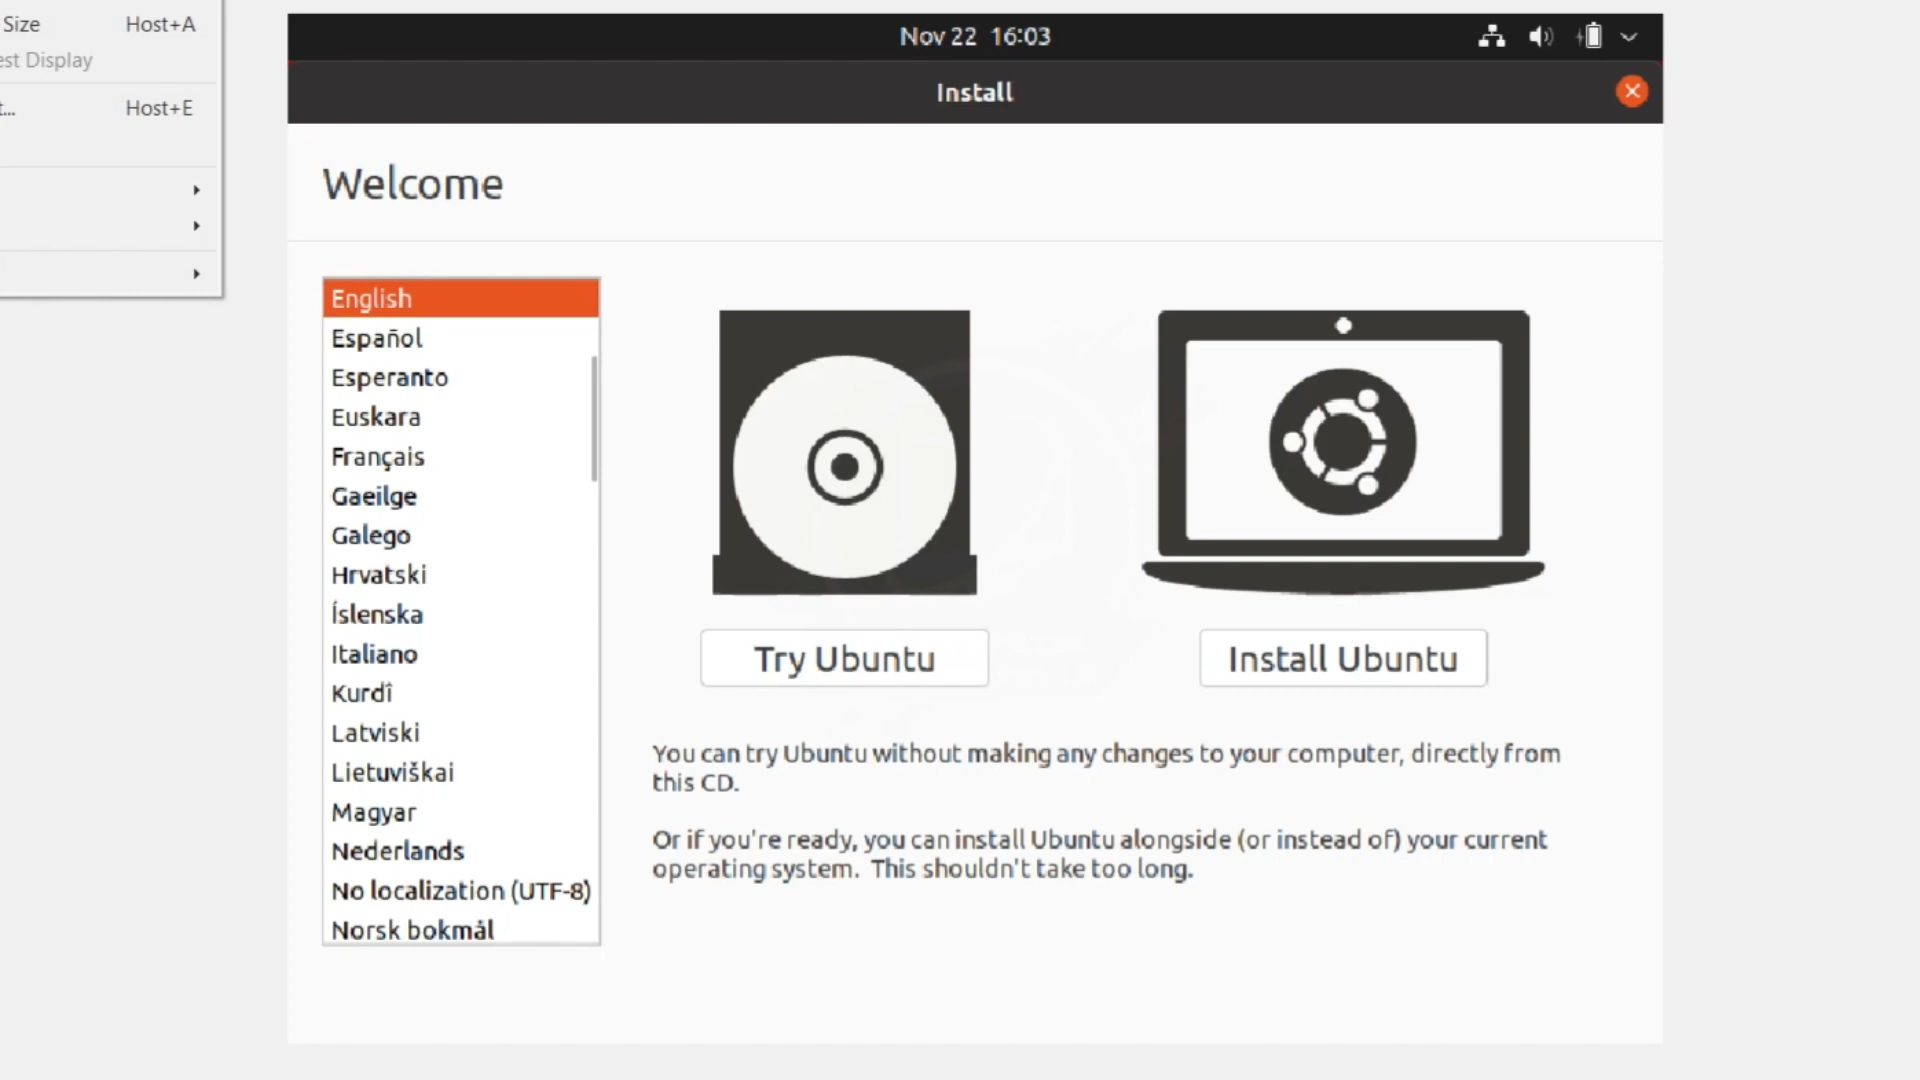 Size Host+A
est Display
t... Host+E
Nov 22 16:03
Install
Welcome
English
Español
Esperanto
Euskara
Français
Gaeilge
Galego
Hrvatski
Íslenska
Italiano
Kurdî
Latviski
Lietuviškai
Magyar
Nederlands
No localization (UTF-8)
Norsk bokmål
Try Ubuntu
Install Ubuntu
You can try Ubuntu without making any changes to your computer, directly from
this CD.
Or if you're ready, you can install Ubuntu alongside (or instead of) your current
operating system. This shouldn't take too long.